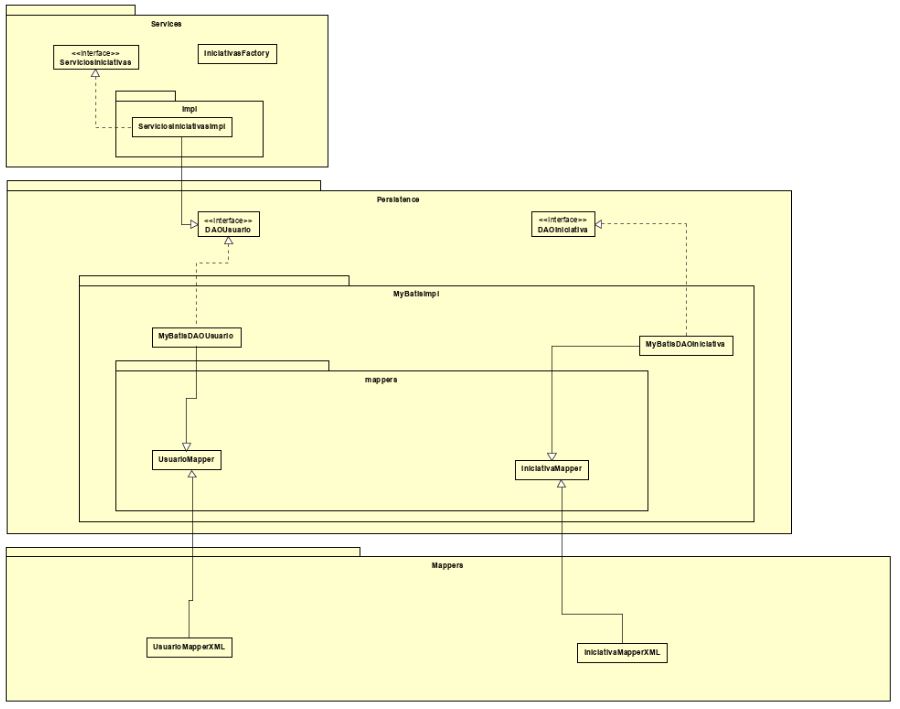 Services
<<interface>>
ServiciosIniciativas
IniciativasFactory
Impl
ServiciosIniciativasImpl
Persistence
<<interface>>
DAOUsuario
<<interface>>
DAOIniciativa
MyBatisImpl
MyBatisDAOUsuario
MyBatisDAOIniciativa
mappers
UsuarioMapper
IniciativaMapper
Mappers
UsuarioMapperXML
IniciativaMapperXML